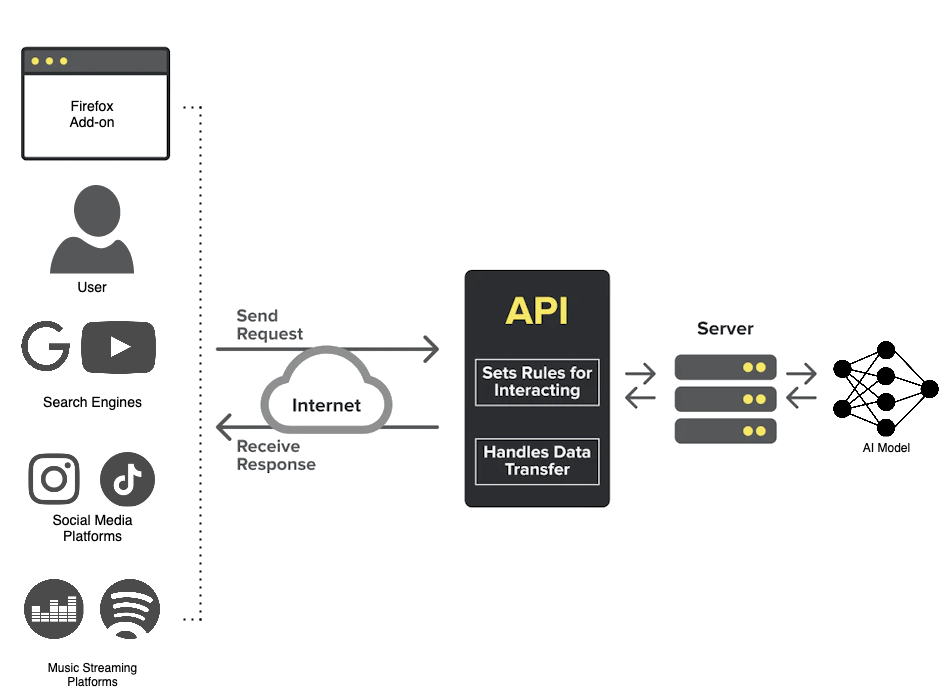 Firefox
Add-on
User
Search Engines
Social Media
Platforms
Music Streaming
Platforms
Send
Request
Internet
Receive
Response
API
Sets Rules for
Interacting
Handles Data
Transfer
Server
AI Model